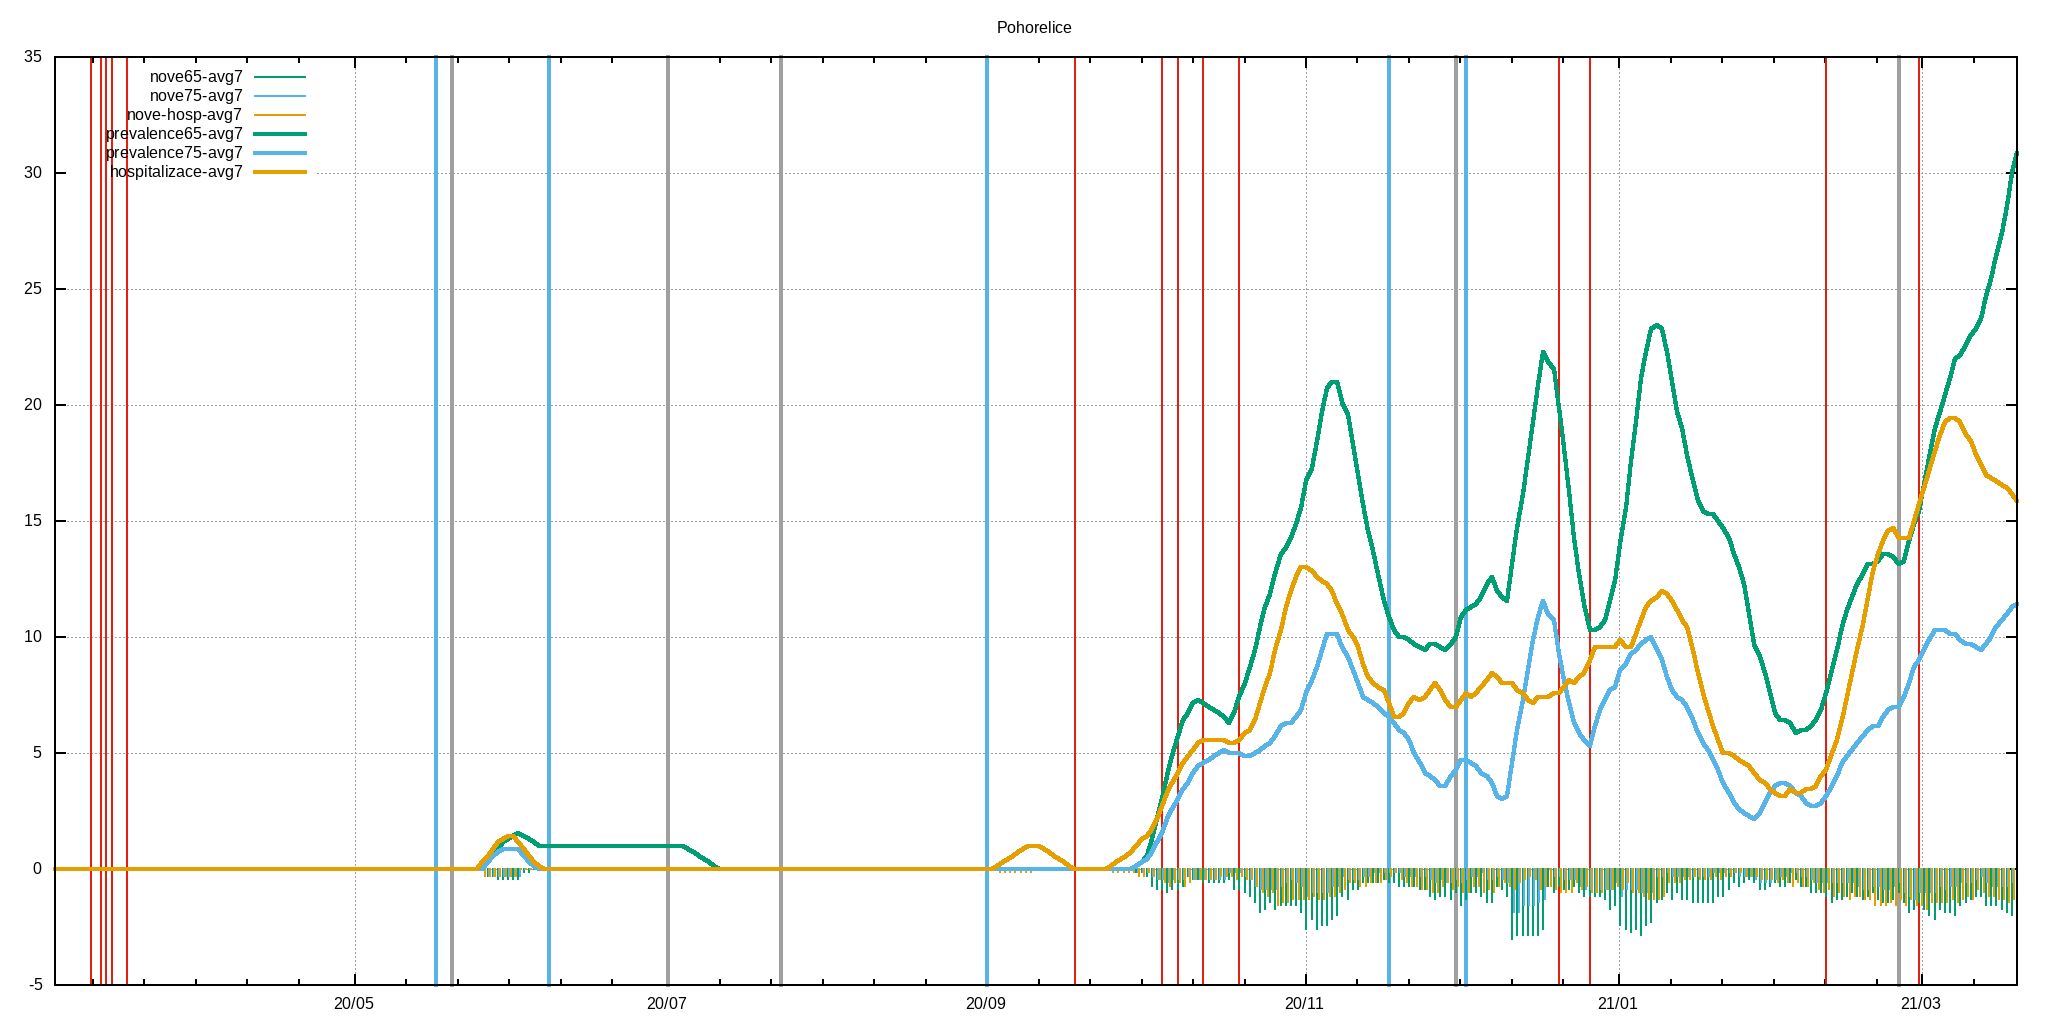 Pohorelice
35
30
25
20
15
10
5
0
-5
nove65-avg7
nove75-avg7
nove-hosp-avg7
prevalence65-avg7
prevalence75-avg7
hospitalizace-avg7
20/05
20/07
20/09
20/11
21/01
21/03